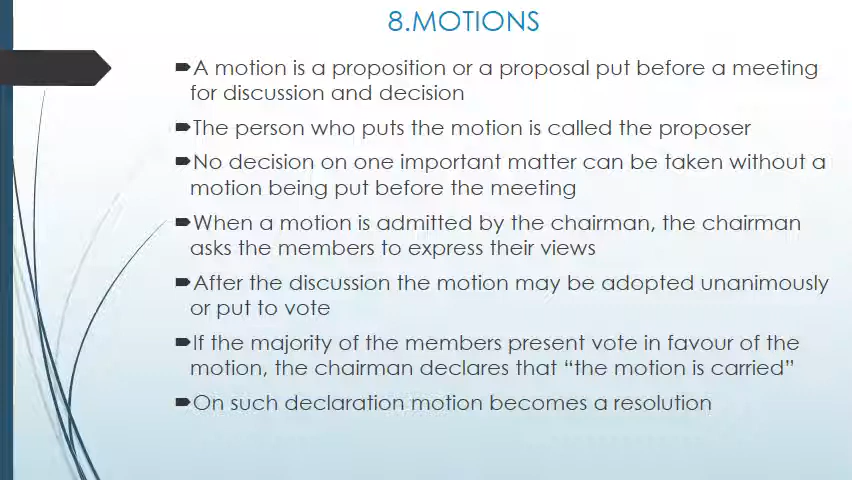 8.MOTIONS
A motion is a proposition or a proposal put before a meeting
for discussion and decision
The person who puts the motion is called the proposer
No decision on one important matter can be taken without a
motion being put before the meeting
When a motion is admitted by the chairman, the chairman
asks the members to express their views
After the discussion the motion may be adopted unanimously
or put to vote
If the majority of the members present vote in favour of the
motion, the chairman declares that “the motion is carried”
On such declaration motion becomes a resolution